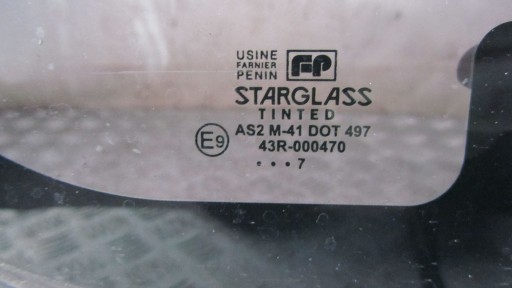 USINE
FARNIER
PENIN
FP
STARGLASS
TINTED
E9
AS2 M-41 DOT 497
43R-000470
• • • 7